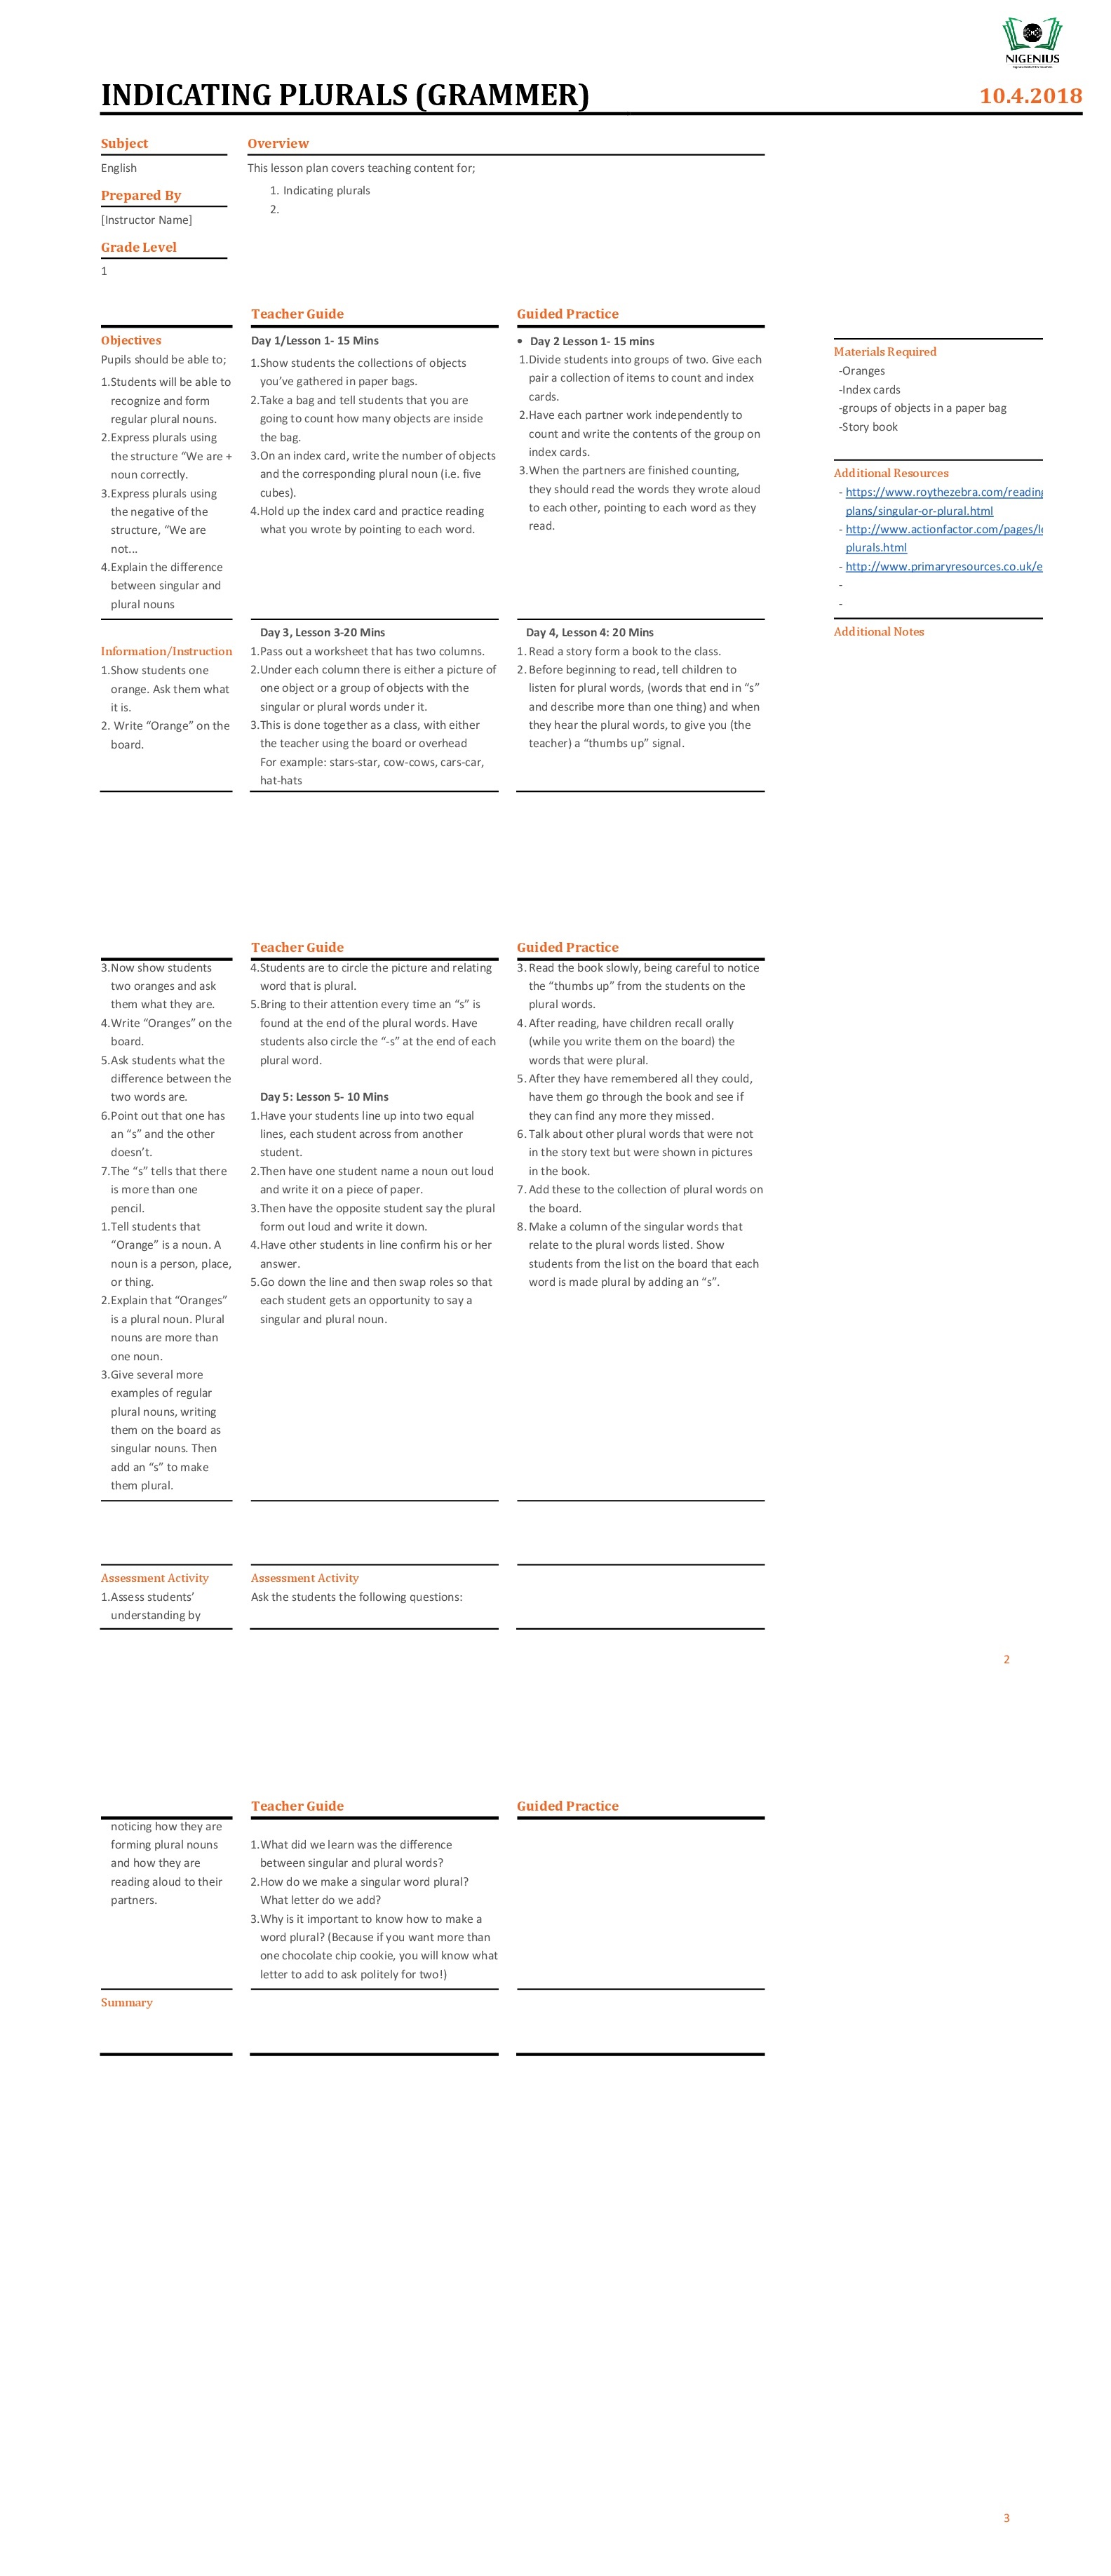 NIGENIUS
INDICATING PLURALS (GRAMMER)
10.4.2018
Subject
English
Prepared By
[Instructor Name]
Grade Level
1
Overview
This lesson plan covers teaching content for;
1. Indicating plurals
2.
Teacher Guide
Guided Practice
Objectives
Pupils should be able to;
1.Students will be able to
recognize and form
regular plural nouns.
2.Express plurals using
the structure “We are +
noun correctly.
3.Express plurals using
the negative of the
structure, “We are
not...
4.Explain the difference
between singular and
plural nouns
Day 1/Lesson 1- 15 Mins
1.Show students the collections of objects
you’ve gathered in paper bags.
2.Take a bag and tell students that you are
going to count how many objects are inside
the bag.
3.On an index card, write the number of objects
and the corresponding plural noun (i.e. five
cubes).
4.Hold up the index card and practice reading
what you wrote by pointing to each word.
• Day 2 Lesson 1- 15 mins
1.Divide students into groups of two. Give each
pair a collection of items to count and index
cards.
2.Have each partner work independently to
count and write the contents of the group on
index cards.
3.When the partners are finished counting,
they should read the words they wrote aloud
to each other, pointing to each word as they
read.
Materials Required
-Oranges
-Index cards
-groups of objects in a paper bag
-Story book
Additional Resources
- https://www.roythezebra.com/reading
plans/singular-or-plural.html
- http://www.actionfactor.com/pages/le
plurals.html
- http://www.primaryresources.co.uk/e
-
-
Additional Notes
Information/Instruction
1.Show students one
orange. Ask them what
it is.
2. Write “Orange” on the
board.
Day 3, Lesson 3-20 Mins
1.Pass out a worksheet that has two columns.
2.Under each column there is either a picture of
one object or a group of objects with the
singular or plural words under it.
3.This is done together as a class, with either
the teacher using the board or overhead
For example: stars-star, cow-cows, cars-car,
hat-hats
Day 4, Lesson 4: 20 Mins
1. Read a story form a book to the class.
2. Before beginning to read, tell children to
listen for plural words, (words that end in “s”
and describe more than one thing) and when
they hear the plural words, to give you (the
teacher) a “thumbs up” signal.
Teacher Guide
Guided Practice
3.Now show students
two oranges and ask
them what they are.
4.Write “Oranges” on the
board.
5.Ask students what the
difference between the
two words are.
6.Point out that one has
an “s” and the other
doesn’t.
7.The “s” tells that there
is more than one
pencil.
1.Tell students that
“Orange” is a noun. A
noun is a person, place,
or thing.
2.Explain that “Oranges”
is a plural noun. Plural
nouns are more than
one noun.
3.Give several more
examples of regular
plural nouns, writing
them on the board as
singular nouns. Then
add an “s” to make
them plural.
4.Students are to circle the picture and relating
word that is plural.
5.Bring to their attention every time an “s” is
found at the end of the plural words. Have
students also circle the “-s” at the end of each
plural word.
Day 5: Lesson 5- 10 Mins
1.Have your students line up into two equal
lines, each student across from another
student.
2.Then have one student name a noun out loud
and write it on a piece of paper.
3.Then have the opposite student say the plural
form out loud and write it down.
4.Have other students in line confirm his or her
answer.
5.Go down the line and then swap roles so that
each student gets an opportunity to say a
singular and plural noun.
3. Read the book slowly, being careful to notice
the “thumbs up” from the students on the
plural words.
4. After reading, have children recall orally
(while you write them on the board) the
words that were plural.
5. After they have remembered all they could,
have them go through the book and see if
they can find any more they missed.
6. Talk about other plural words that were not
in the story text but were shown in pictures
in the book.
7. Add these to the collection of plural words on
the board.
8. Make a column of the singular words that
relate to the plural words listed. Show
students from the list on the board that each
word is made plural by adding an “s”.
Assessment Activity
1.Assess students’
understanding by
Assessment Activity
Ask the students the following questions:
2
Teacher Guide
Guided Practice
noticing how they are
forming plural nouns
and how they are
reading aloud to their
partners.
1.What did we learn was the difference
between singular and plural words?
2.How do we make a singular word plural?
What letter do we add?
3.Why is it important to know how to make a
word plural? (Because if you want more than
one chocolate chip cookie, you will know what
letter to add to ask politely for two!)
Summary
3